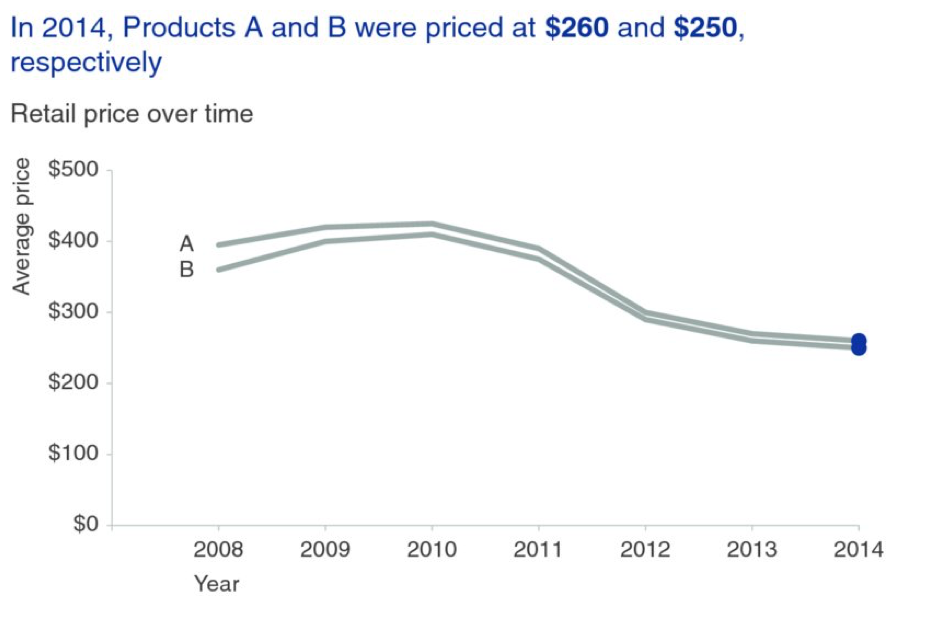 In 2014, Products A and B were priced at $260 and $250,
respectively
Retail price over time
Average price
$500
$400
$300
$200
$100
$0
A
B
2008 2009 2010 2011 2012 2013 2014
Year